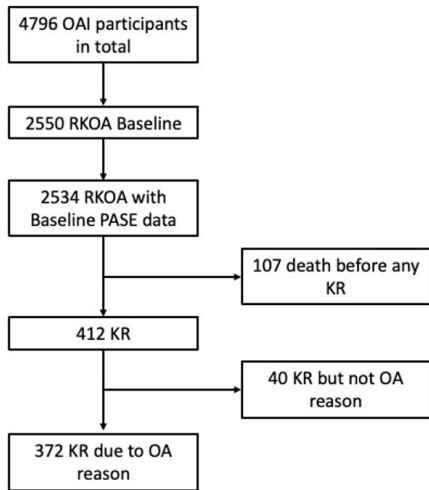 4796 OAI participants
in total
2550 RKOA Baseline
2534 RKOA with
Baseline PASE data
107 death before any
KR
412 KR
40 KR but not OA
reason
372 KR due to OA
reason